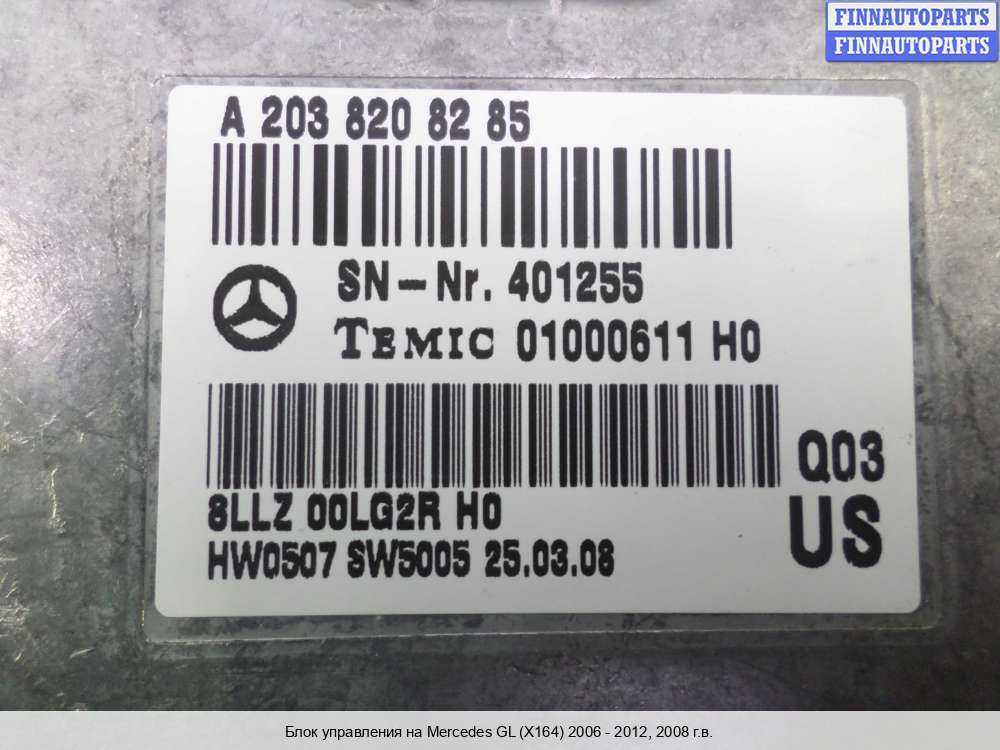 FINNAUTOPARTS
FINNAUTOPARTS
A 203 820 82 85
SN-Nr. 401255
TEMIC 01000611 H0
Q03
8LLZ 00LG2R H0
US
HW0507 SW5005 25.03.08
Блок управления на Mercedes GL (X164) 2006 - 2012, 2008 г.в.